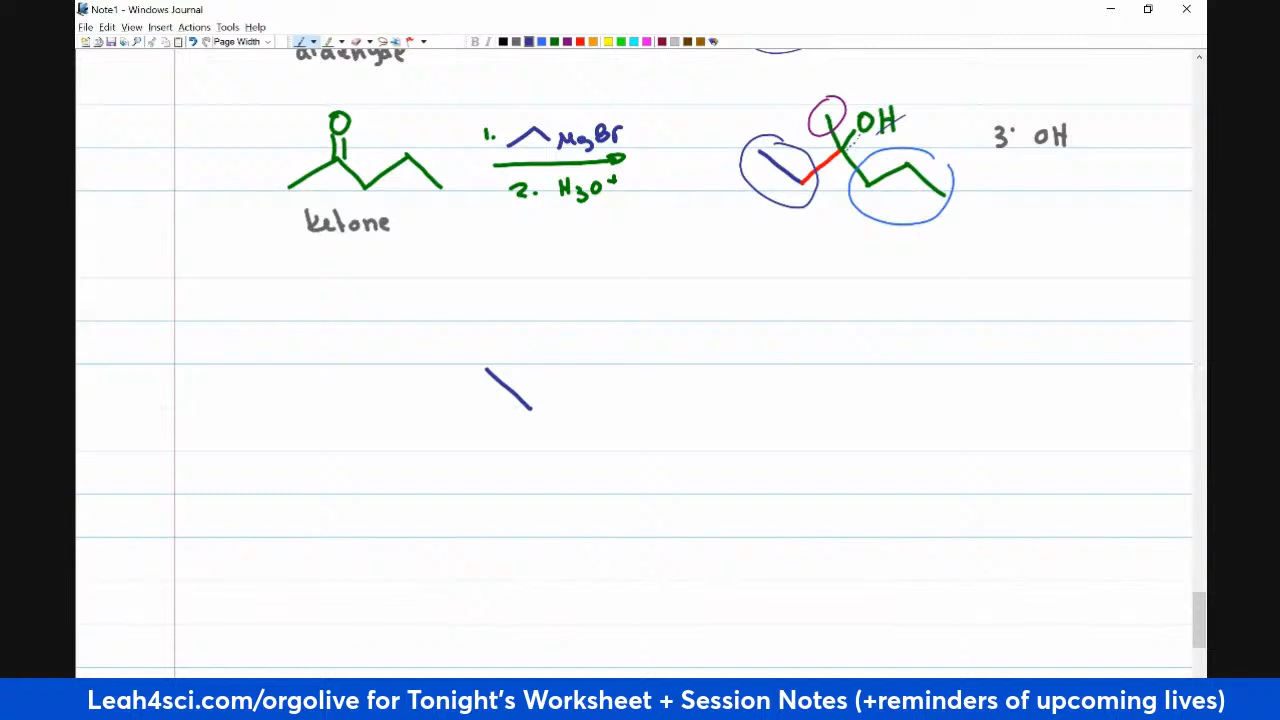 Note1 - Windows Journal
File Edit View Insert Actions Tools Help
Page Width
B I
aldehyde
O
1. MgBr
2. H3O+
OH
3° OH
ketone
Leah4sci.com/orgolive for Tonight's Worksheet + Session Notes (+reminders of upcoming lives)